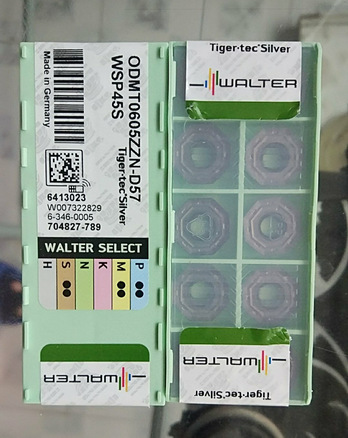 Tiger·tec®Silver
WALTER
ODMT0605ZZN-D57
Tiger·tec®Silver
WSP45S
Made in Germany
6413023
W007322829
6-346-0005
704827-789
WALTER SELECT
H S N K M P
WALTER
WALTER
Tiger·tec®Silver